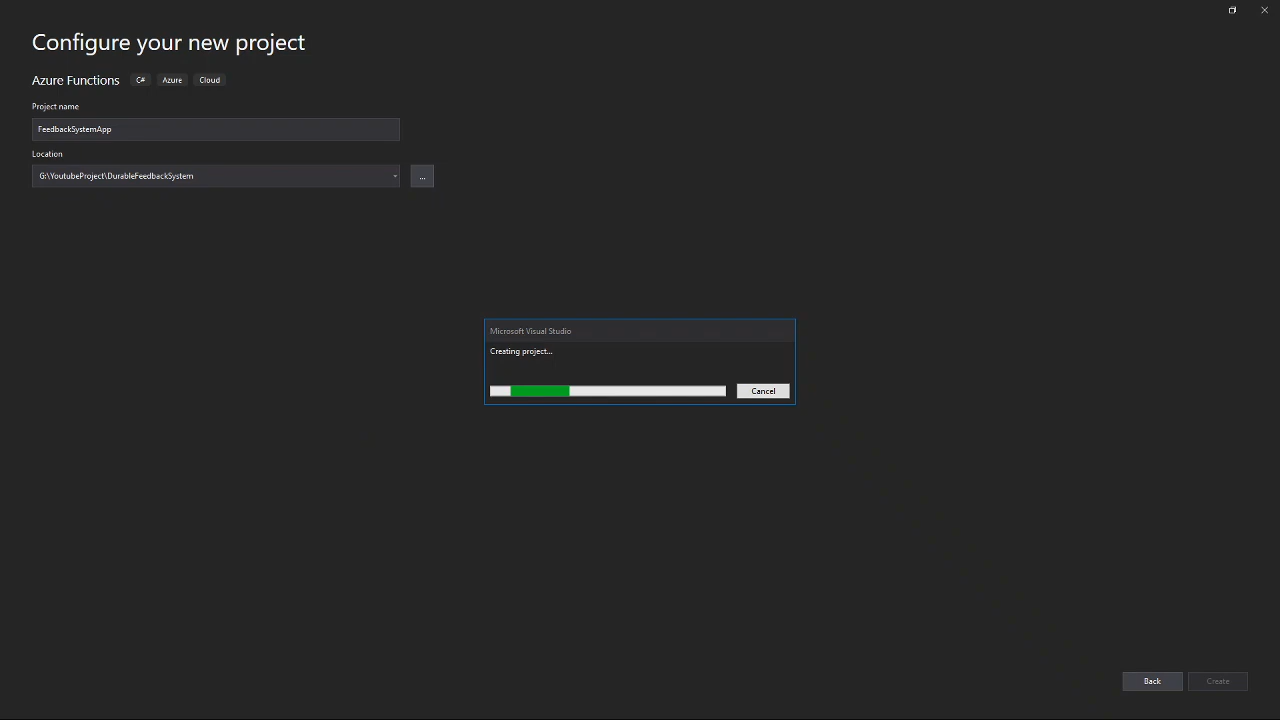 Configure your new project
Azure Functions C# Azure Cloud
Project name
FeedbackSystemApp
Location
G:\YoutubeProject\DurableFeedbackSystem ...
Microsoft Visual Studio
Creating project...
Cancel
Back Create